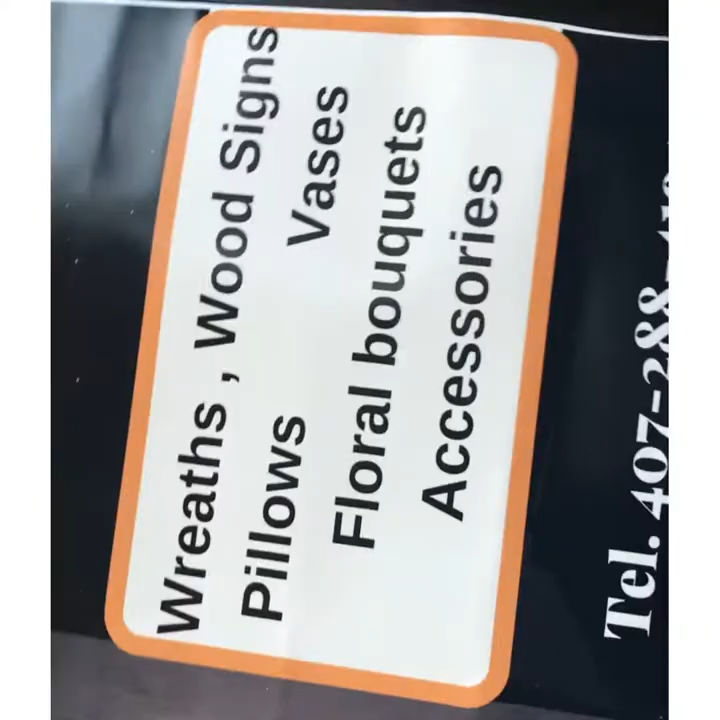 Wreaths , Wood Signs
Pillows Vases
Floral bouquets
Accessories
Tel. 407-288-